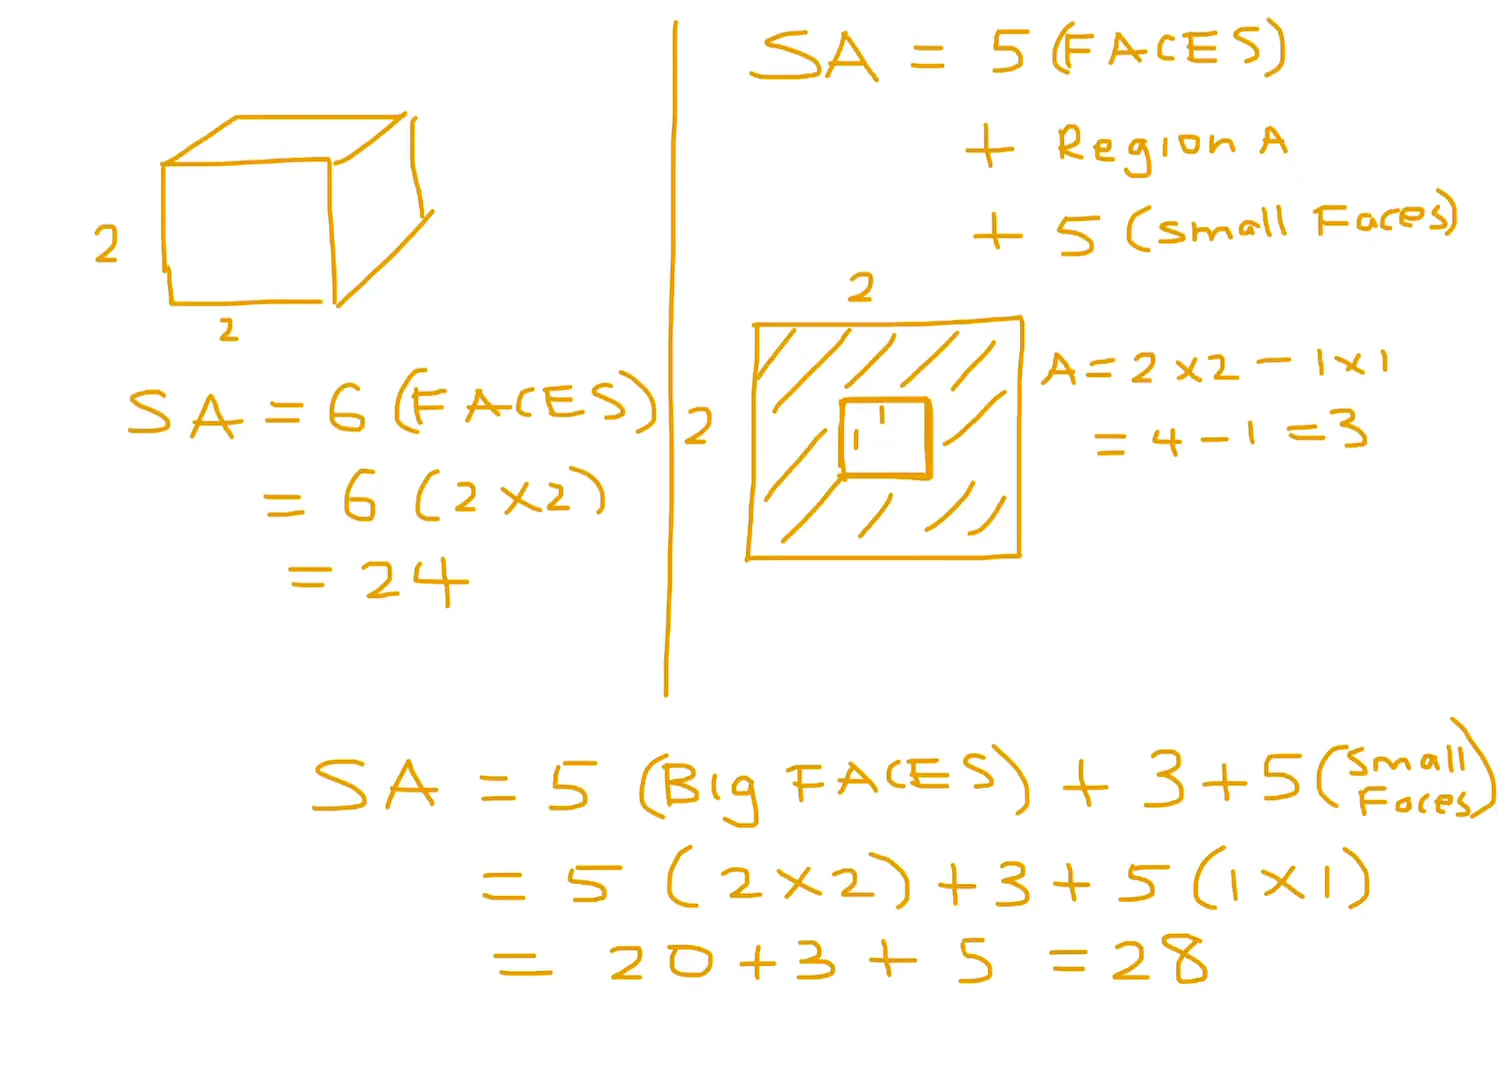 2
2
SA = 6 (FACES)
= 6 (2 × 2)
= 24
SA = 5 (FACES)
+ Region A
+ 5 (small Faces)
2
2
1
1
A = 2 × 2 - 1 × 1
= 4 - 1 = 3
SA = 5 (Big FACES) + 3 + 5 (small Faces)
= 5 (2 × 2) + 3 + 5 (1 × 1)
= 20 + 3 + 5 = 28